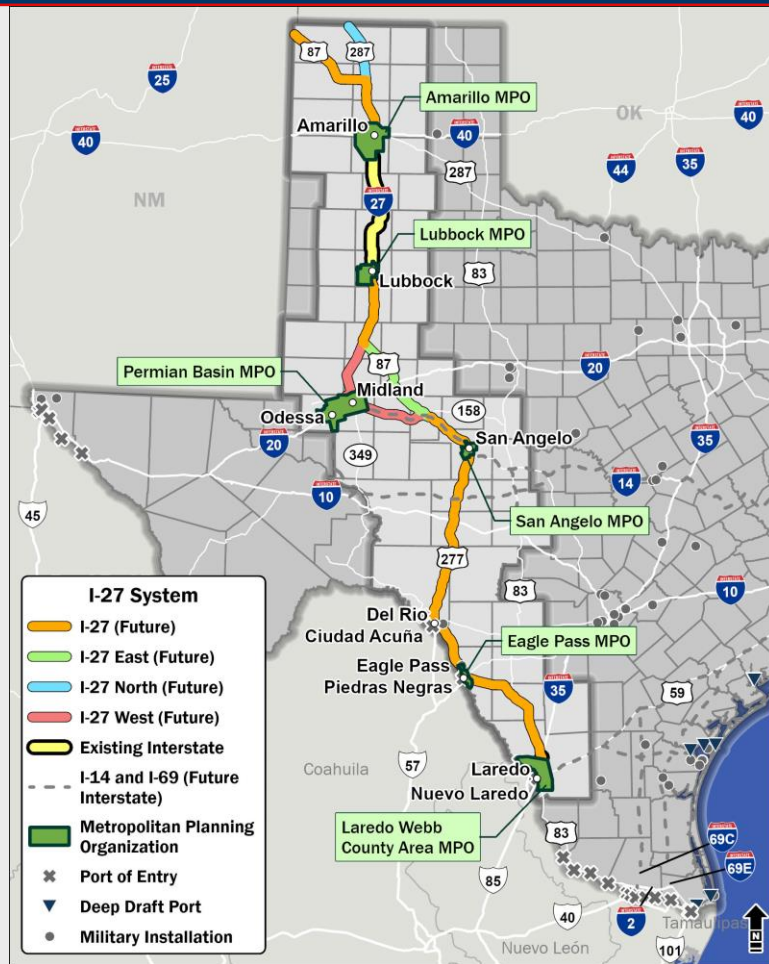 87
287
25
Amarillo MPO
Amarillo
40
40
OK
40
287
44
35
NM
27
Lubbock MPO
83
Lubbock
87
Permian Basin MPO
20
Midland
Odessa
158
San Angelo
20
349
35
14
10
45
San Angelo MPO
277
83
10
Del Rio
Ciudad Acuña
Eagle Pass MPO
Eagle Pass
Piedras Negras
35
59
Coahuila
57
Laredo
Nuevo Laredo
Laredo Webb
County Area MPO
83
69C
69E
85
40
2
Tamaulipas
Nuevo León
101
N
I-27 System
I-27 (Future)
I-27 East (Future)
I-27 North (Future)
I-27 West (Future)
Existing Interstate
I-14 and I-69 (Future
Interstate)
Metropolitan Planning
Organization
Port of Entry
Deep Draft Port
Military Installation